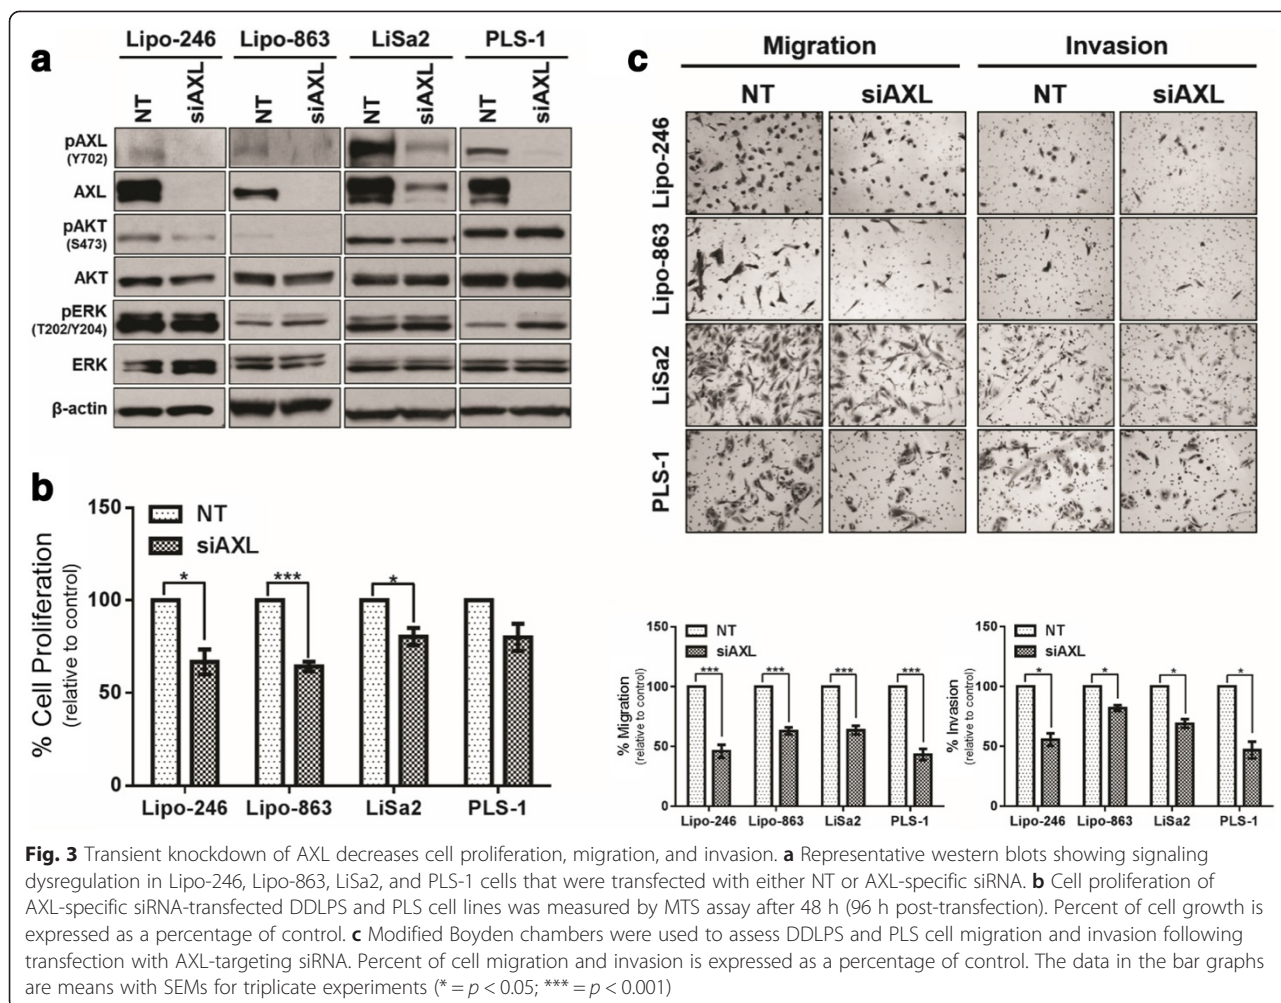 a
Lipo-246 Lipo-863 LiSa2 PLS-1
NT siAXL NT siAXL NT siAXL NT siAXL
pAXL
(Y702)
AXL
pAKT
(S473)
AKT
pERK
(T202/Y204)
ERK
β-actin
b
% Cell Proliferation
(relative to control)
150
100
50
0
NT
siAXL
* *** *
Lipo-246 Lipo-863 LiSa2 PLS-1
c
Migration Invasion
NT siAXL NT siAXL
Lipo-246
Lipo-863
LiSa2
PLS-1
% Migration
(relative to control)
150
100
50
0
NT
siAXL
*** *** *** ***
Lipo-246 Lipo-863 LiSa2 PLS-1
% Invasion
(relative to control)
150
100
50
0
NT
siAXL
* * * *
Lipo-246 Lipo-863 LiSa2 PLS-1
Fig. 3 Transient knockdown of AXL decreases cell proliferation, migration, and invasion. a Representative western blots showing signaling
dysregulation in Lipo-246, Lipo-863, LiSa2, and PLS-1 cells that were transfected with either NT or AXL-specific siRNA. b Cell proliferation of
AXL-specific siRNA-transfected DDLPS and PLS cell lines was measured by MTS assay after 48 h (96 h post-transfection). Percent of cell growth is
expressed as a percentage of control. c Modified Boyden chambers were used to assess DDLPS and PLS cell migration and invasion following
transfection with AXL-targeting siRNA. Percent of cell migration and invasion is expressed as a percentage of control. The data in the bar graphs
are means with SEMs for triplicate experiments (* = p < 0.05; *** = p < 0.001)